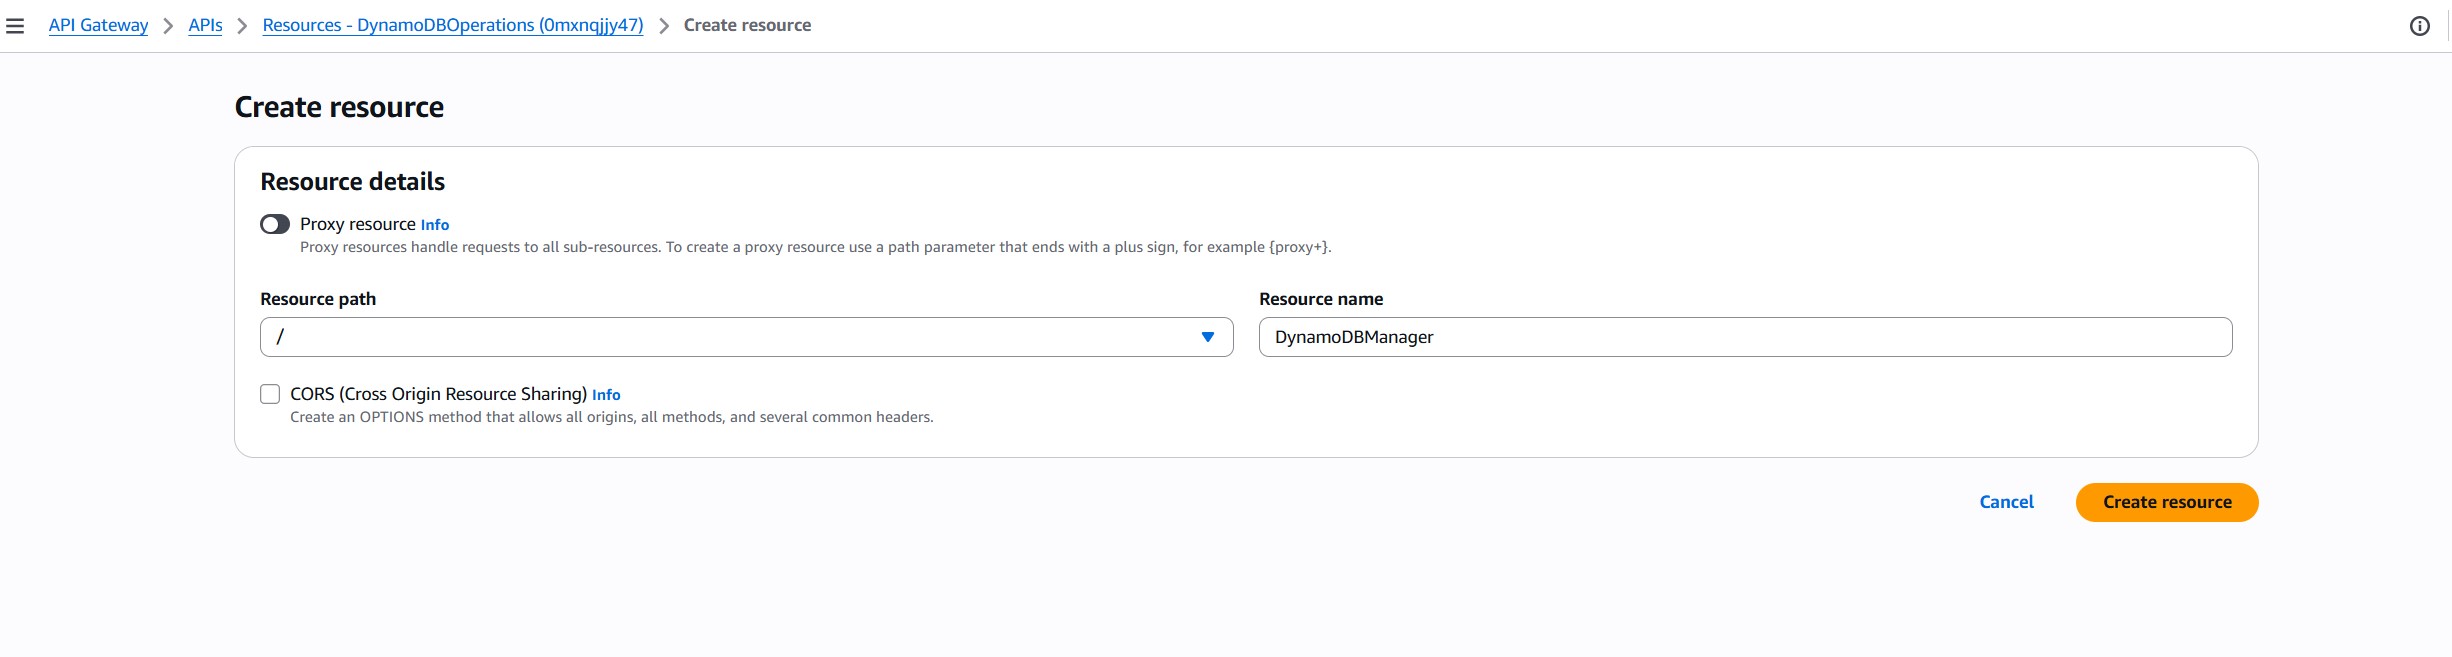 API Gateway > APIs > Resources - DynamoDBOperations (0mxnqjjy47) > Create resource
Create resource
Resource details
Proxy resource Info
Proxy resources handle requests to all sub-resources. To create a proxy resource use a path parameter that ends with a plus sign, for example {proxy+}.
Resource path
/
Resource name
DynamoDBManager
CORS (Cross Origin Resource Sharing) Info
Create an OPTIONS method that allows all origins, all methods, and several common headers.
Cancel
Create resource